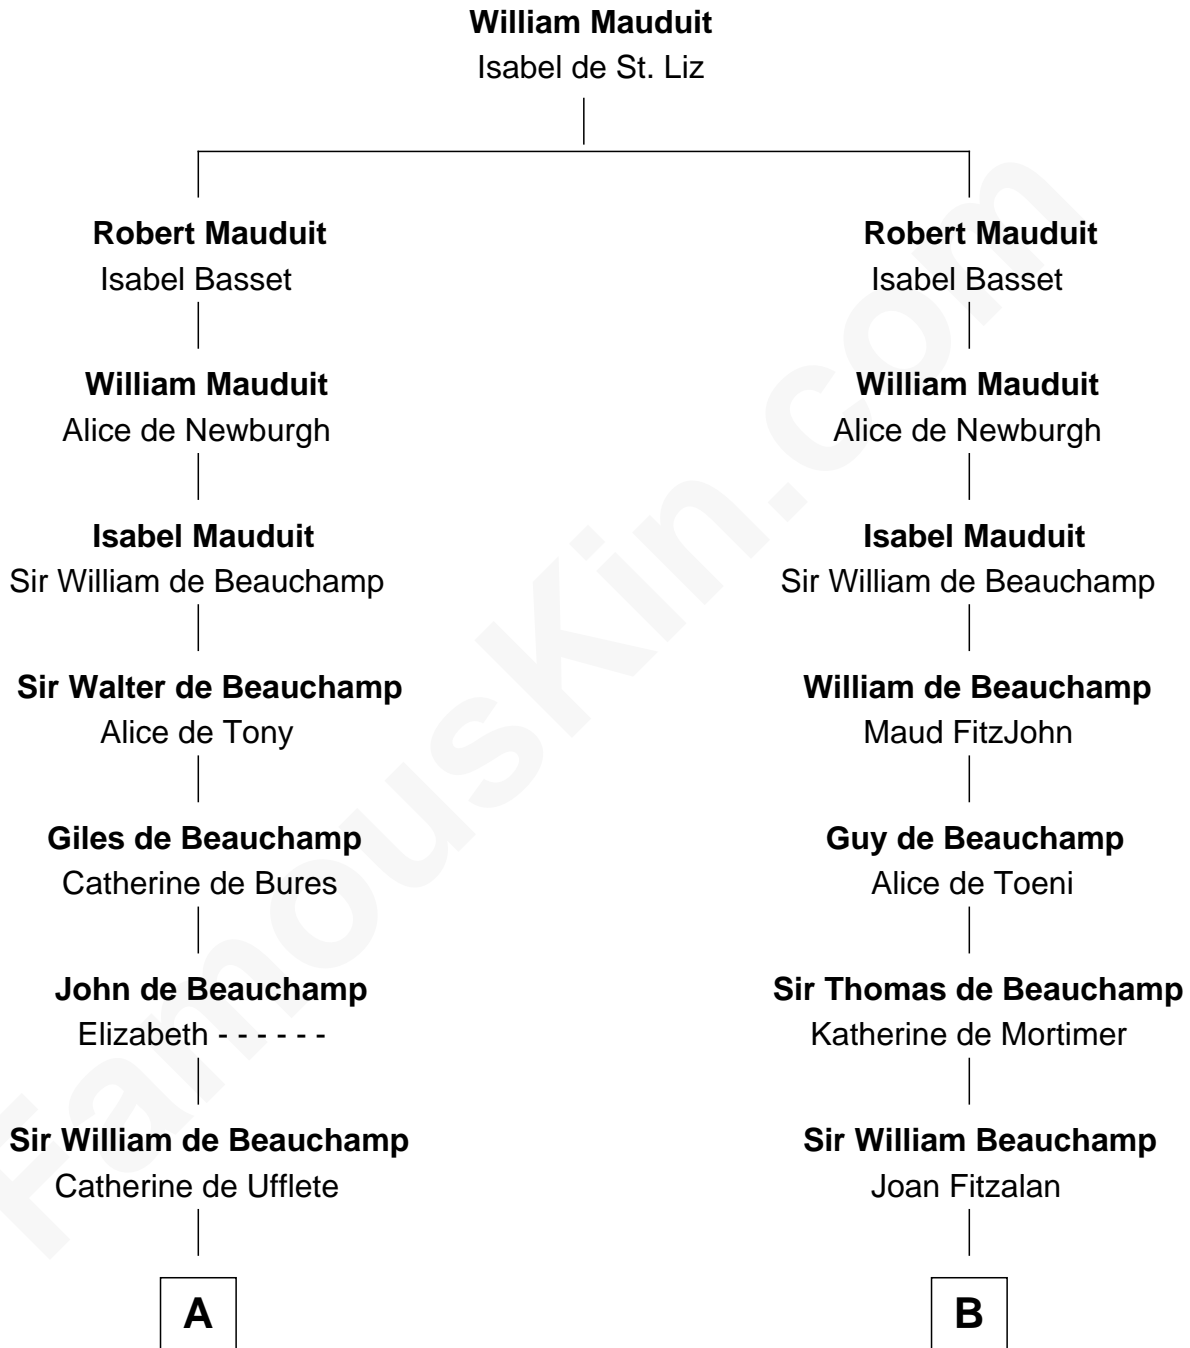 William Mauduit
Isabel de St. Liz
Robert Mauduit
Isabel Basset
William Mauduit
Alice de Newburgh
Isabel Mauduit
Sir William de Beauchamp
Sir Walter de Beauchamp
Alice de Tony
Giles de Beauchamp
Catherine de Bures
John de Beauchamp
Elizabeth - - - - - -
Sir William de Beauchamp
Catherine de Ufflete
A
Robert Mauduit
Isabel Basset
William Mauduit
Alice de Newburgh
Isabel Mauduit
Sir William de Beauchamp
William de Beauchamp
Maud FitzJohn
Guy de Beauchamp
Alice de Toeni
Sir Thomas de Beauchamp
Katherine de Mortimer
Sir William Beauchamp
Joan Fitzalan
B
FamousKin.com